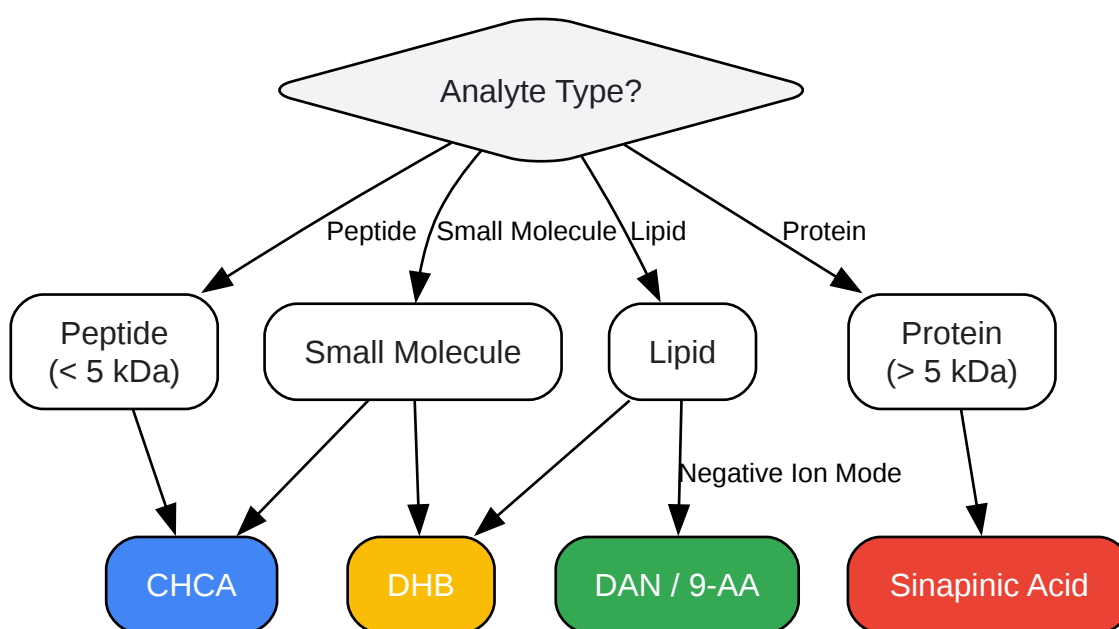 Analyte Type?
Peptide
Small Molecule
Lipid
Protein
Peptide
(< 5 kDa)
Small Molecule
Lipid
Protein
(> 5 kDa)
Negative Ion Mode
CHCA
DHB
DAN / 9-AA
Sinapinic Acid